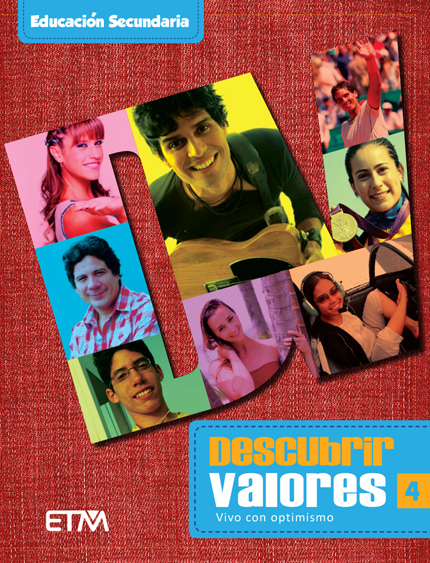 Educación Secundaria
Descubrir
valores 4
Vivo con optimismo
ETM